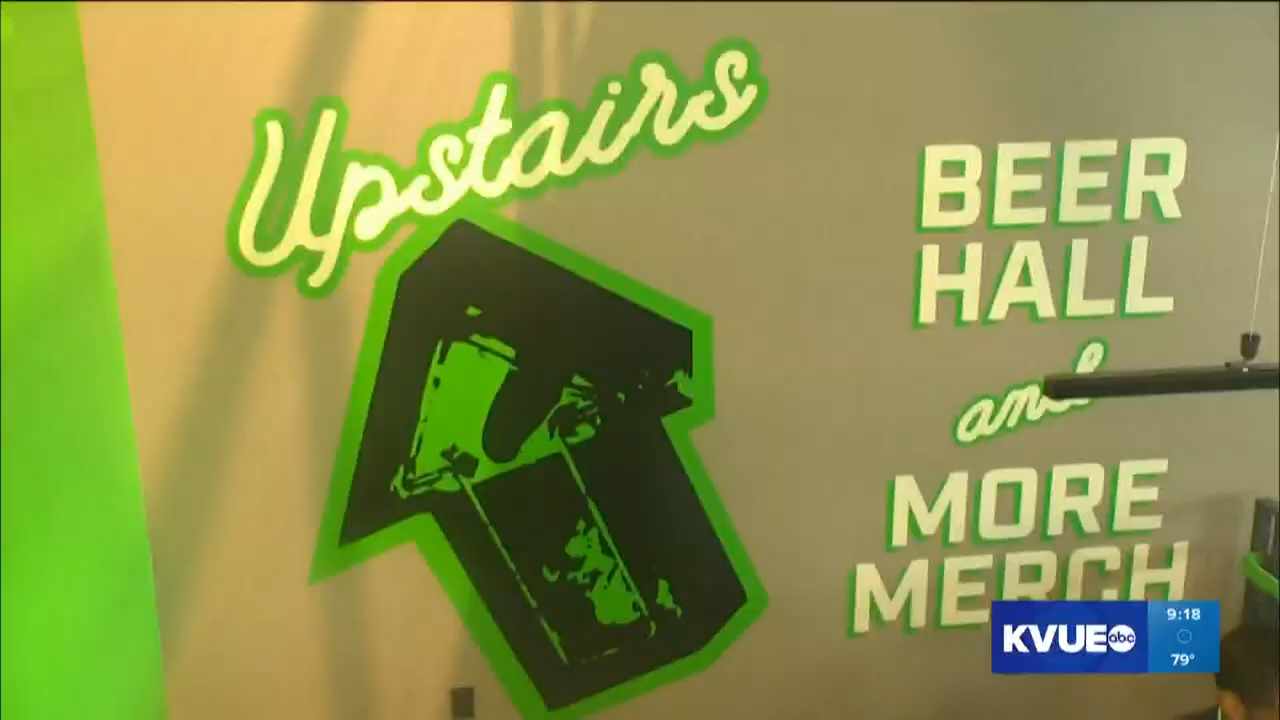 Upstairs
BEER
HALL
and
MORE
MERCH
KVUE abc
9:18
79°